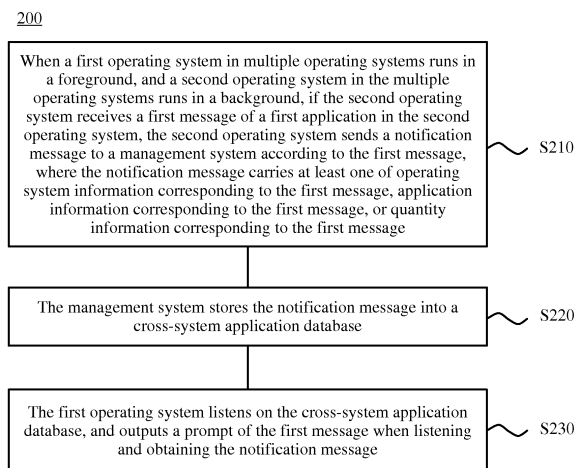 200
When a first operating system in multiple operating systems runs in
a foreground, and a second operating system in the multiple
operating systems runs in a background, if the second operating
system receives a first message of a first application in the second
operating system, the second operating system sends a notification
message to a management system according to the first message,
where the notification message carries at least one of operating
system information corresponding to the first message, application
information corresponding to the first message, or quantity
information corresponding to the first message
S210
The management system stores the notification message into a
cross-system application database
S220
The first operating system listens on the cross-system application
database, and outputs a prompt of the first message when listening
and obtaining the notification message
S230